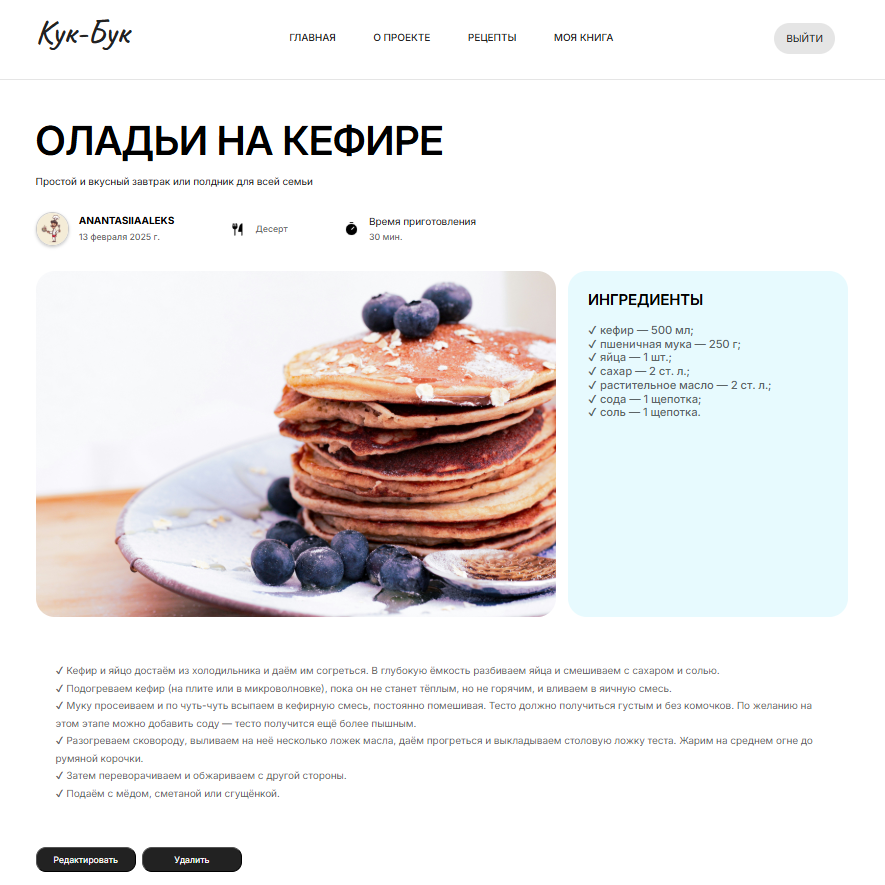 Кук-Бук
ГЛАВНАЯ О ПРОЕКТЕ РЕЦЕПТЫ МОЯ КНИГА
ВЫЙТИ
ОЛАДЬИ НА КЕФИРЕ
Простой и вкусный завтрак или полдник для всей семьи
ANANTASIIAALEKS
13 февраля 2025 г.
Десерт
Время приготовления
30 мин.
ИНГРЕДИЕНТЫ
✓ кефир — 500 мл;
✓ пшеничная мука — 250 г;
✓ яйца — 1 шт.;
✓ сахар — 2 ст. л.;
✓ растительное масло — 2 ст. л.;
✓ сода — 1 щепотка;
✓ соль — 1 щепотка.
✓ Кефир и яйцо достаём из холодильника и даём им согреться. В глубокую ёмкость разбиваем яйца и смешиваем с сахаром и солью.
✓ Подогреваем кефир (на плите или в микроволновке), пока он не станет тёплым, но не горячим, и вливаем в яичную смесь.
✓ Муку просеиваем и по чуть-чуть всыпаем в кефирную смесь, постоянно помешивая. Тесто должно получиться густым и без комочков. По желанию на
этом этапе можно добавить соду — тесто получится ещё более пышным.
✓ Разогреваем сковороду, выливаем на неё несколько ложек масла, даём прогреться и выкладываем столовую ложку теста. Жарим на среднем огне до
румяной корочки.
✓ Затем переворачиваем и обжариваем с другой стороны.
✓ Подаём с мёдом, сметаной или сгущёнкой.
Редактировать Удалить